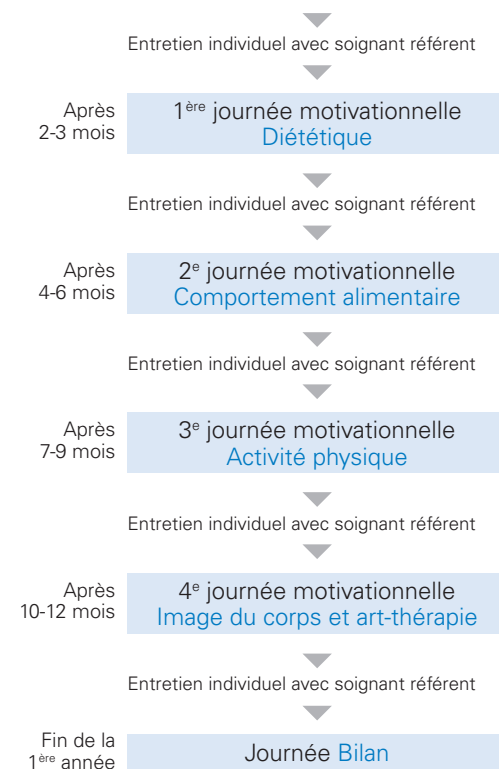 Entretien individuel avec soignant référent
Après
2-3 mois
1ère journée motivationnelle
Diététique
Entretien individuel avec soignant référent
Après
4-6 mois
2e journée motivationnelle
Comportement alimentaire
Entretien individuel avec soignant référent
Après
7-9 mois
3e journée motivationnelle
Activité physique
Entretien individuel avec soignant référent
Après
10-12 mois
4e journée motivationnelle
Image du corps et art-thérapie
Entretien individuel avec soignant référent
Fin de la
1ère année
Journée Bilan